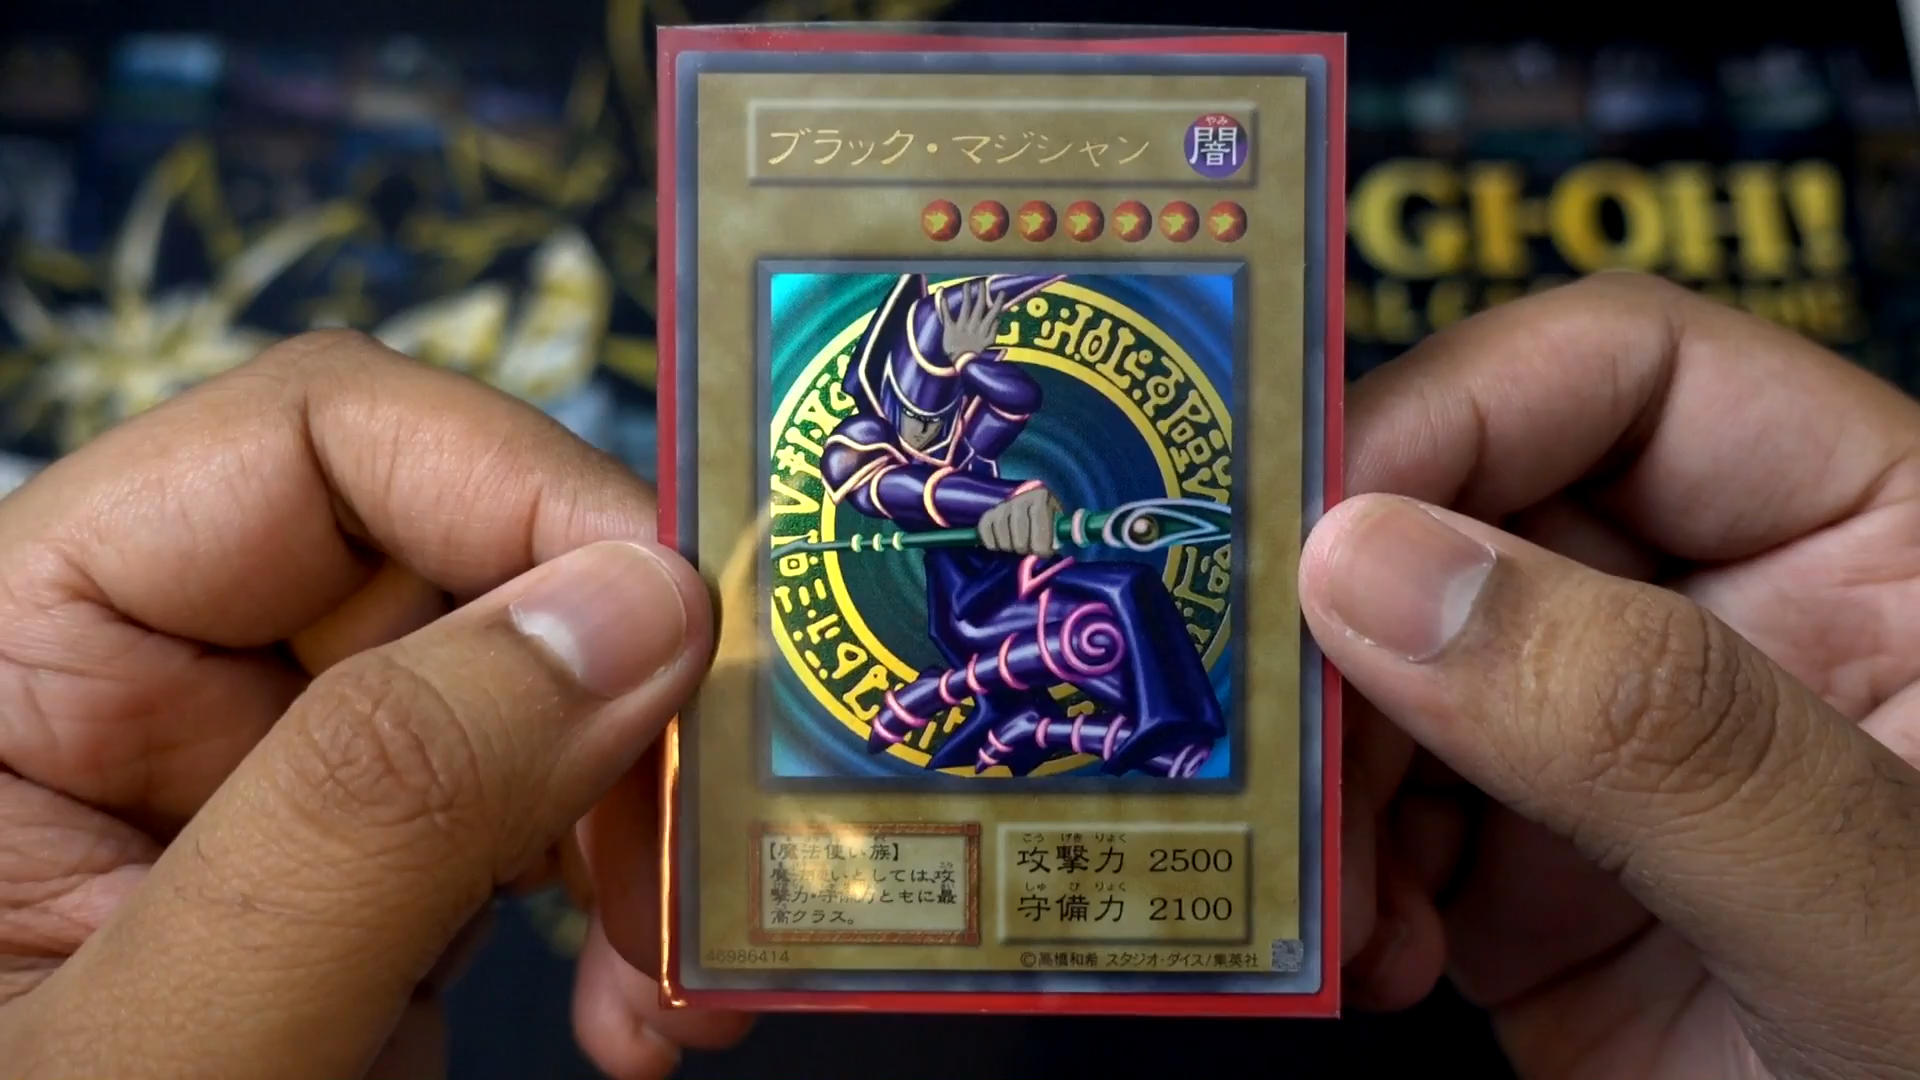 ブラック・マジシャン
やみ
闇
GI-OH!
【魔法使い族】
魔法使いとしては、攻
撃力・守備力ともに最
高クラス。
こう げき りょく
攻撃力 2500
しゅ び りょく
守備力 2100
46986414
©高橋和希 スタジオ・ダイス/集英社